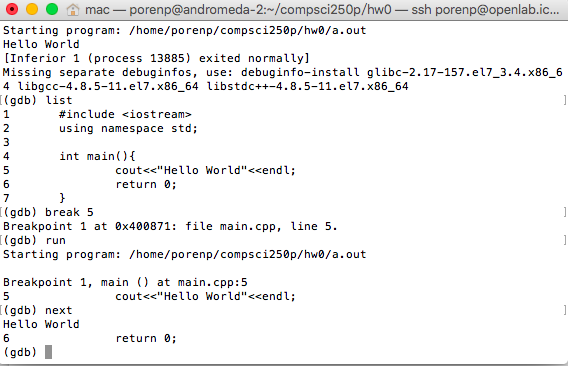 mac — porenp@andromeda-2:~/compsci250p/hw0 — ssh porenp@openlab.ic...
Starting program: /home/porenp/compsci250p/hw0/a.out
Hello World
[Inferior 1 (process 13885) exited normally]
Missing separate debuginfos, use: debuginfo-install glibc-2.17-157.el7_3.4.x86_6
4 libgcc-4.8.5-11.el7.x86_64 libstdc++-4.8.5-11.el7.x86_64
[(gdb) list ]
1       #include <iostream>
2       using namespace std;
3
4       int main(){
5               cout<<"Hello World"<<endl;
6               return 0;
7       }
[(gdb) break 5 ]
Breakpoint 1 at 0x400871: file main.cpp, line 5.
[(gdb) run ]
Starting program: /home/porenp/compsci250p/hw0/a.out

Breakpoint 1, main () at main.cpp:5
5               cout<<"Hello World"<<endl;
[(gdb) next ]
Hello World
6               return 0;
(gdb)